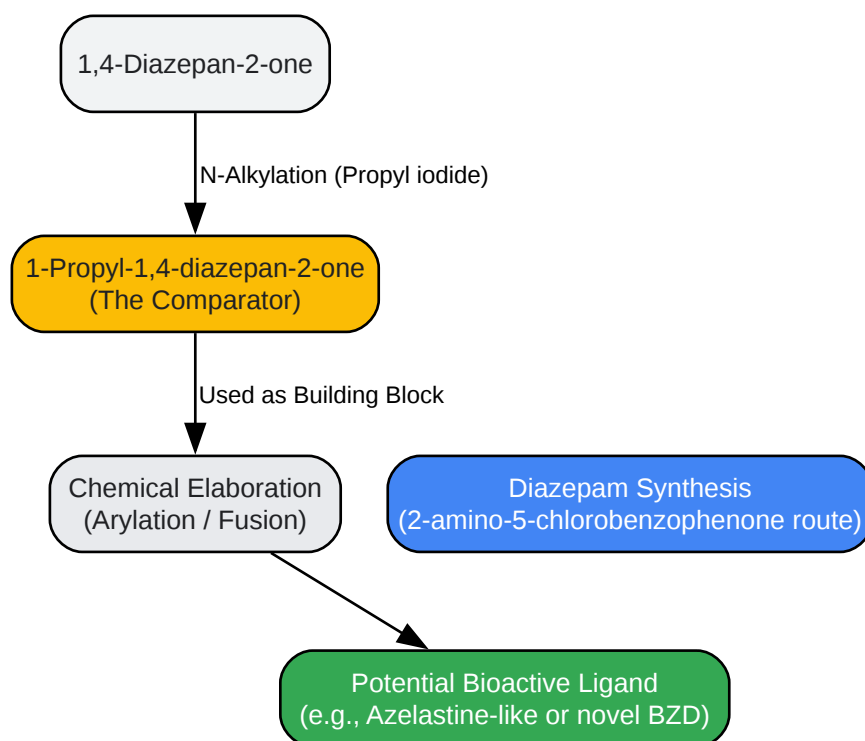 1,4-Diazepan-2-one
N-Alkylation (Propyl iodide)
1-Propyl-1,4-diazepan-2-one
(The Comparator)
Used as Building Block
Chemical Elaboration
(Arylation / Fusion)
Diazepam Synthesis
(2-amino-5-chlorobenzophenone route)
Potential Bioactive Ligand
(e.g., Azelastine-like or novel BZD)